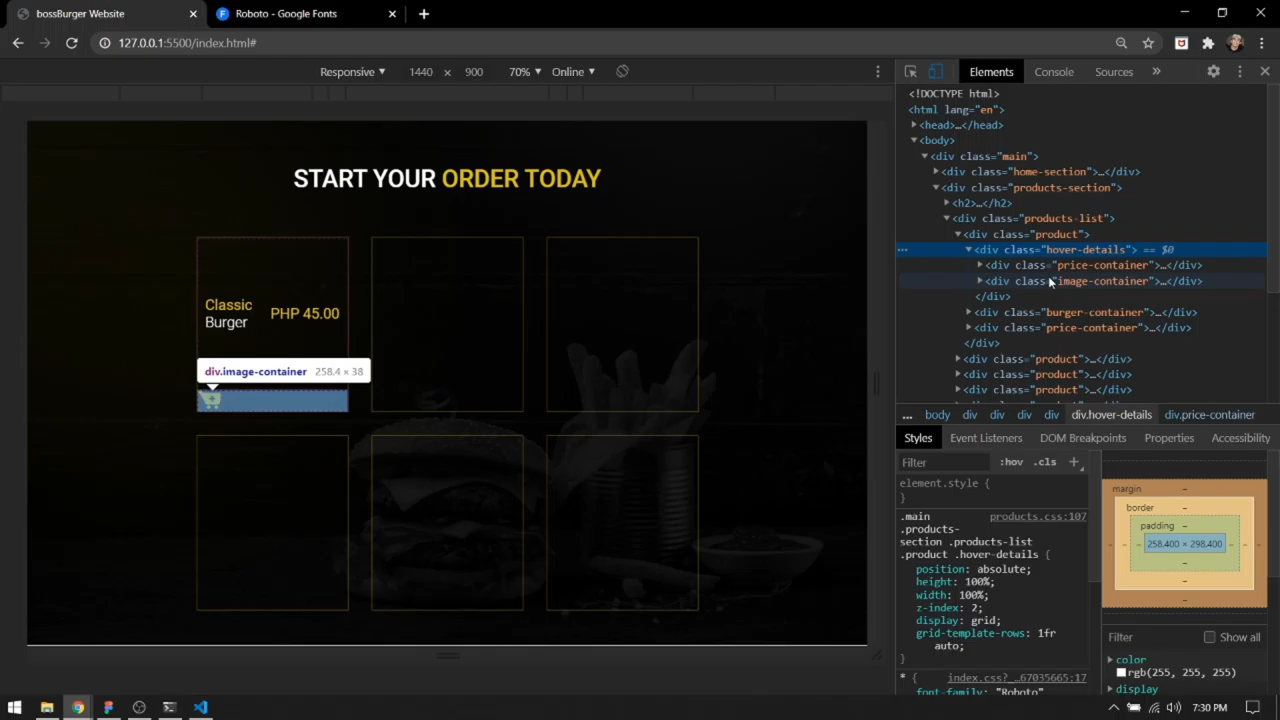 bossBurger Website
Roboto - Google Fonts
127.0.0.1:5500/index.html#
Responsive 1440 × 900 70% Online
Elements Console Sources »
<!DOCTYPE html>
<html lang="en">
<head>…</head>
<body>
<div class="main">
<div class="home-section">…</div>
<div class="products-section">
<h2>…</h2>
<div class="products-list">
<div class="product">
<div class="hover-details"> == $0
<div class="price-container">…</div>
<div class="image-container">…</div>
</div>
<div class="burger-container">…</div>
<div class="price-container">…</div>
</div>
<div class="product">…</div>
<div class="product">…</div>
<div class="product">…</div>
START YOUR ORDER TODAY
Classic
Burger
PHP 45.00
div.image-container 258.4 × 38
… body div div div div div.hover-details div.price-container
Styles Event Listeners DOM Breakpoints Properties Accessibility
Filter :hov .cls +
element.style {
}
.main products.css:107
.products-
section .products-list
.product .hover-details {
position: absolute;
height: 100%;
width: 100%;
z-index: 2;
display: grid;
grid-template-rows: 1fr
auto;
}
* { index.css?_…67035665:17
font-family: "Roboto"
margin –
border –
padding –
– – – 258.400 × 298.400 – – –
–
–
–
Filter Show all
color
rgb(255, 255, 255)
display
7:30 PM